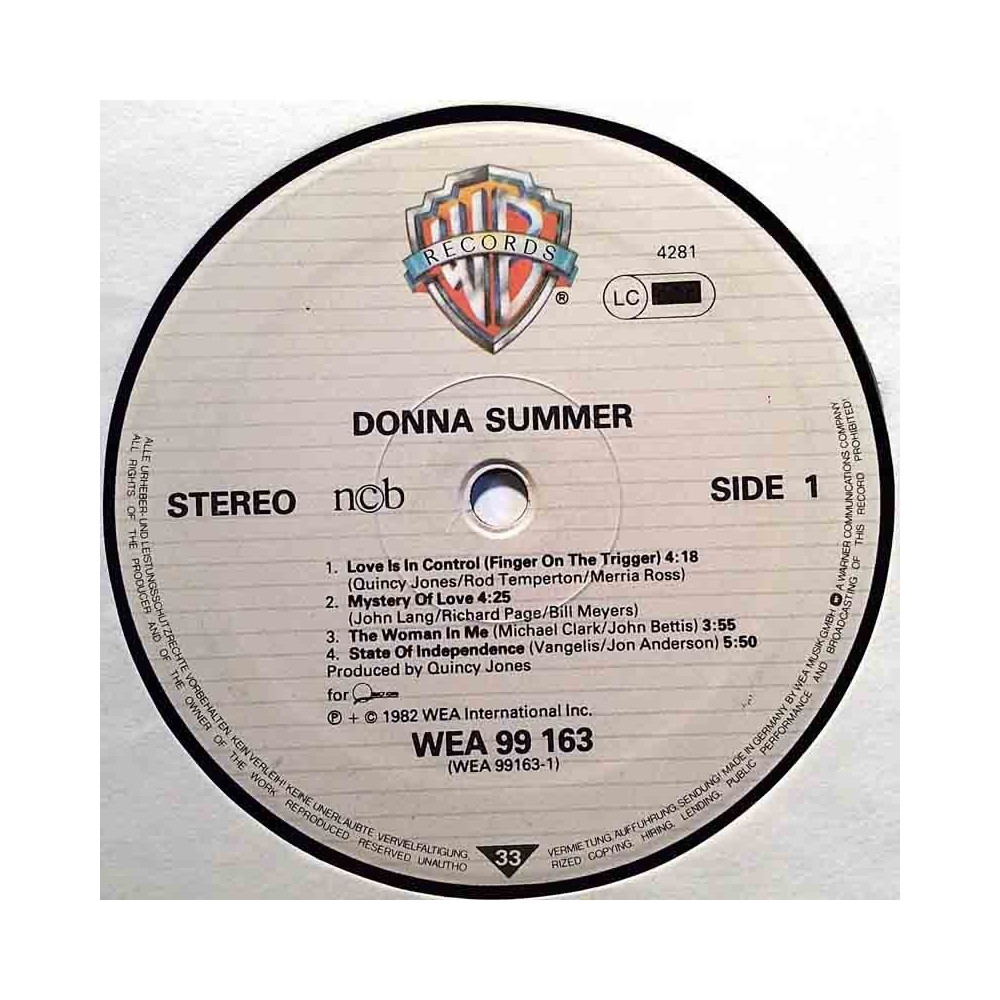 WB
RECORDS
®
4281
LC
DONNA SUMMER
STEREO ncb SIDE 1
1. Love Is In Control (Finger On The Trigger) 4:18
(Quincy Jones/Rod Temperton/Merria Ross)
2. Mystery Of Love 4:25
(John Lang/Richard Page/Bill Meyers)
3. The Woman In Me (Michael Clark/John Bettis) 3:55
4. State Of Independence (Vangelis/Jon Anderson) 5:50
Produced by Quincy Jones
for
℗ + © 1982 WEA International Inc.
WEA 99 163
(WEA 99163-1)
33
ALLE URHEBER- UND LEISTUNGSSCHUTZRECHTE VORBEHALTEN. KEIN VERLEIH! KEINE UNERLAUBTE VERVIELFÄLTIGUNG, VERMIETUNG, AUFFÜHRUNG, SENDUNG! MADE IN GERMANY BY WEA MUSIK GMBH A WARNER COMMUNICATIONS COMPANY
ALL RIGHTS OF THE PRODUCER AND OF THE OWNER OF THE WORK REPRODUCED RESERVED UNAUTHORIZED COPYING, HIRING, LENDING, PUBLIC PERFORMANCE AND BROADCASTING OF THIS RECORD PROHIBITED!